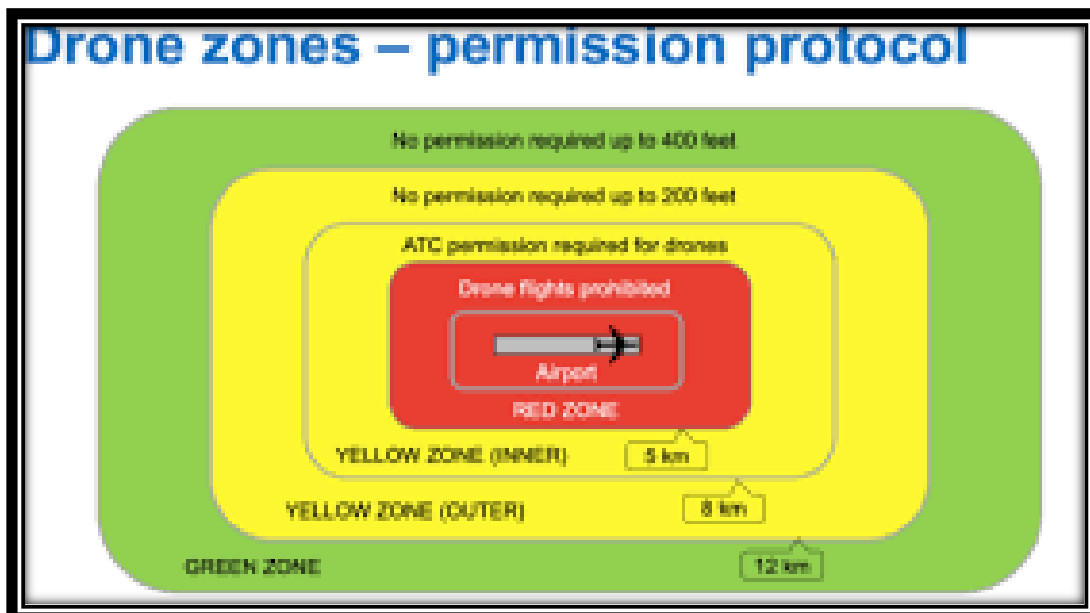 Drone zones – permission protocol
No permission required up to 400 feet
No permission required up to 200 feet
ATC permission required for drones
Drone flights prohibited
Airport
RED ZONE
YELLOW ZONE (INNER)
5 km
YELLOW ZONE (OUTER)
8 km
GREEN ZONE
12 km